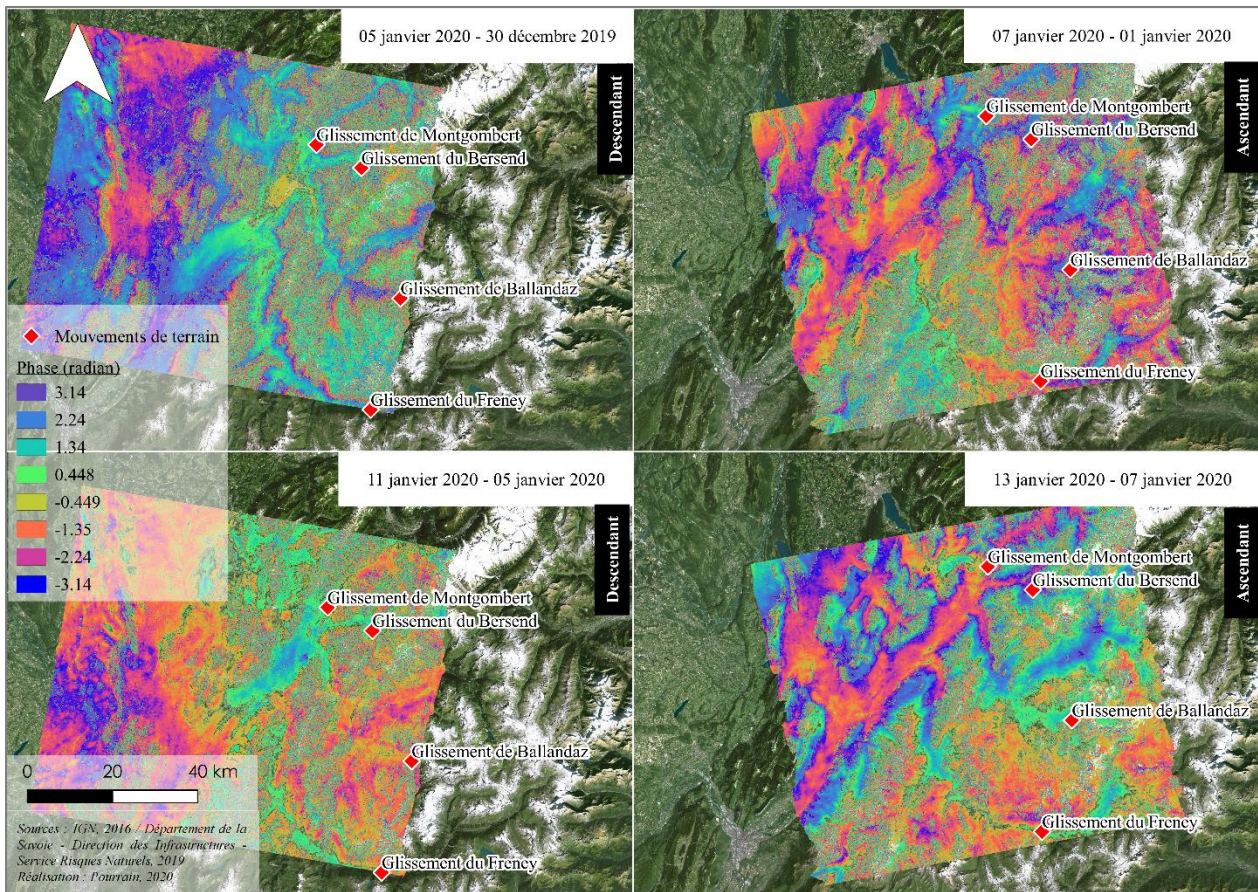 05 janvier 2020 - 30 décembre 2019
Descendant
Glissement de Montgombert
Glissement du Bersend
Glissement de Ballandaz
Glissement du Freney
07 janvier 2020 - 01 janvier 2020
Ascendant
Glissement de Montgombert
Glissement du Bersend
Glissement de Ballandaz
Glissement du Freney
Mouvements de terrain
Phase (radian)
3.14
2.24
1.34
0.448
-0.449
-1.35
-2.24
-3.14
11 janvier 2020 - 05 janvier 2020
Descendant
Glissement de Montgombert
Glissement du Bersend
Glissement de Ballandaz
Glissement du Freney
0 20 40 km
Sources : IGN, 2016 / Département de la
Savoie - Direction des Infrastructures -
Service Risques Naturels, 2019
Réalisation : Pourrain, 2020
13 janvier 2020 - 07 janvier 2020
Ascendant
Glissement de Montgombert
Glissement du Bersend
Glissement de Ballandaz
Glissement du Freney